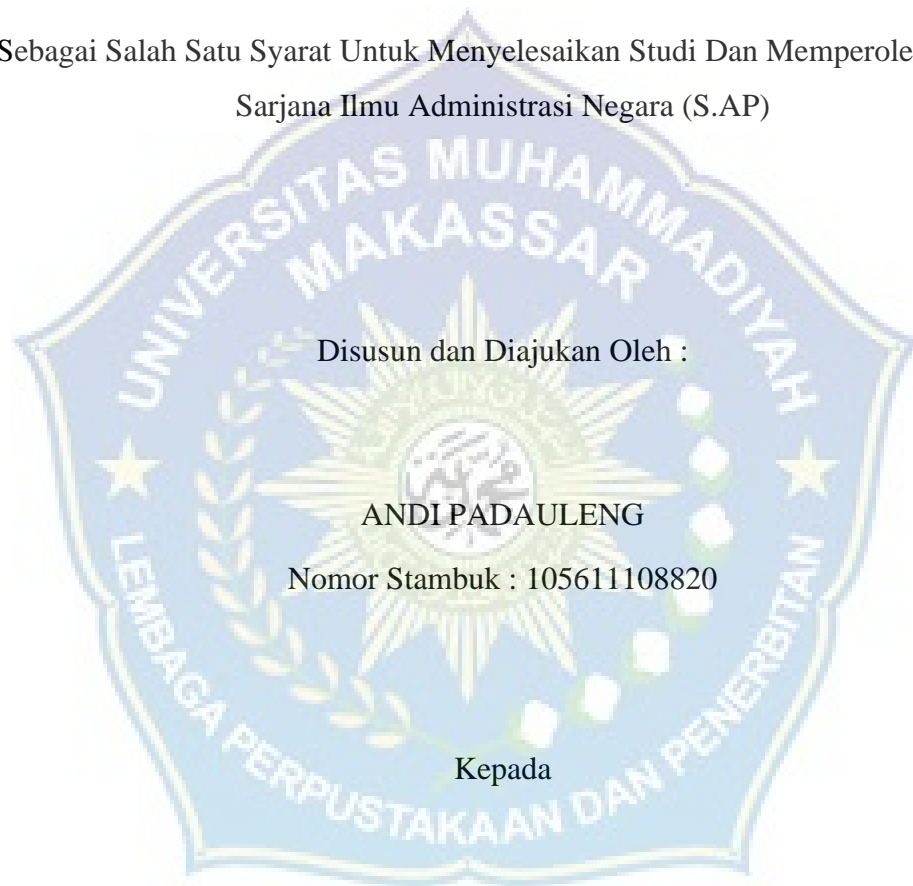 Sebagai Salah Satu Syarat Untuk Menyelesaikan Studi Dan Memperole
Sarjana Ilmu Administrasi Negara (S.AP)
UNIVERSITAS MUHAMMADIYAH
MAKASSAR
Disusun dan Diajukan Oleh :
ANDI PADAULENG
Nomor Stambuk : 105611108820
Kepada
LEMBAGA PERPUSTAKAAN DAN PENERBITAN